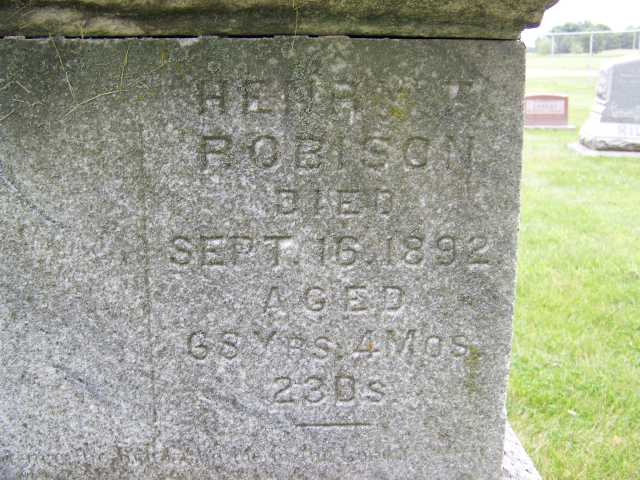 HENRY T.
ROBISON
DIED
SEPT. 16. 1892
AGED
68 YRS. 4 MOS.
23 DS.